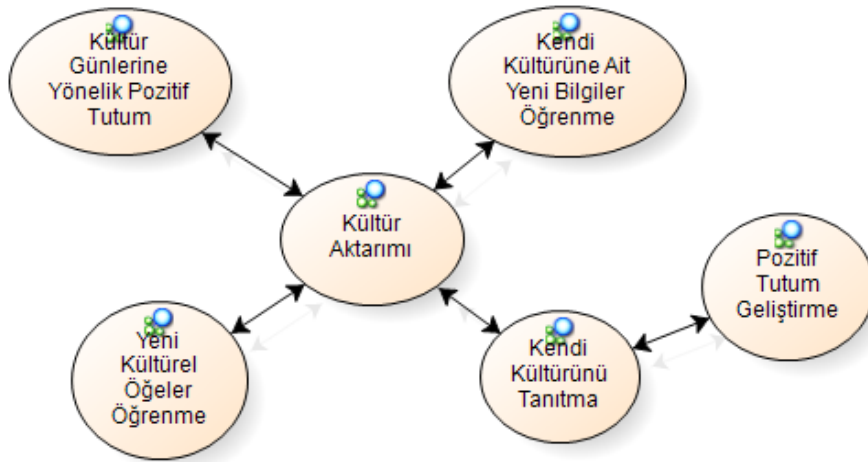 Kültür
Günlerine
Yönelik Pozitif
Tutum
Kendi
Kültürüne Ait
Yeni Bilgiler
Öğrenme
Kültür
Aktarımı
Pozitif
Tutum
Geliştirme
Yeni
Kültürel
Öğeler
Öğrenme
Kendi
Kültürünü
Tanıtma